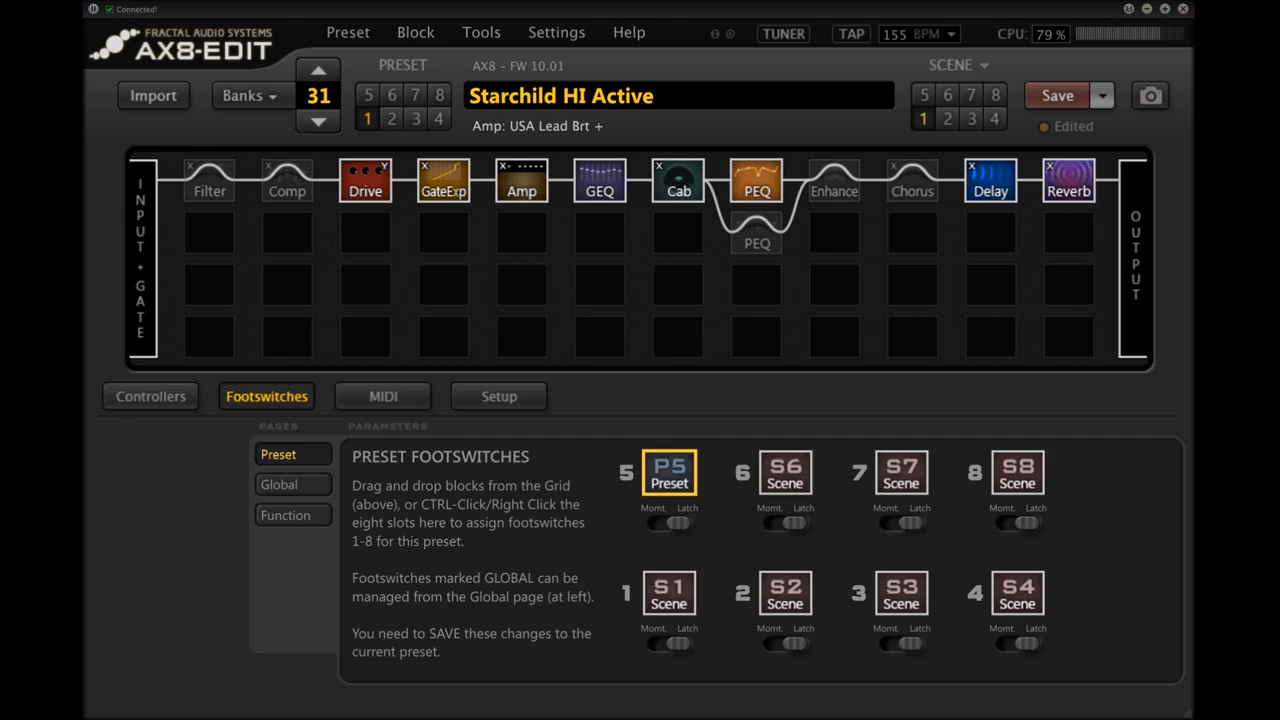 Connected!
FRACTAL AUDIO SYSTEMS
AX8-EDIT
Preset Block Tools Settings Help
TUNER TAP 155 BPM CPU: 79 %
PRESET AX8 - FW 10.01 SCENE
Import Banks 31
5 6 7 8
1 2 3 4
Starchild HI Active
Amp: USA Lead Brt +
5 6 7 8
1 2 3 4
Save
Edited
INPUT + GATE
X X X Y X X X X X X X X
Filter Comp Drive GateExp Amp GEQ Cab PEQ Enhance Chorus Delay Reverb
PEQ
OUTPUT
Controllers Footswitches MIDI Setup
PAGES PARAMETERS
Preset
Global
Function
PRESET FOOTSWITCHES
Drag and drop blocks from the Grid
(above), or CTRL-Click/Right Click the
eight slots here to assign footswitches
1-8 for this preset.
Footswitches marked GLOBAL can be
managed from the Global page (at left).
You need to SAVE these changes to the
current preset.
5 P5 Preset 6 S6 Scene 7 S7 Scene 8 S8 Scene
Momt. Latch Momt. Latch Momt. Latch Momt. Latch
1 S1 Scene 2 S2 Scene 3 S3 Scene 4 S4 Scene
Momt. Latch Momt. Latch Momt. Latch Momt. Latch